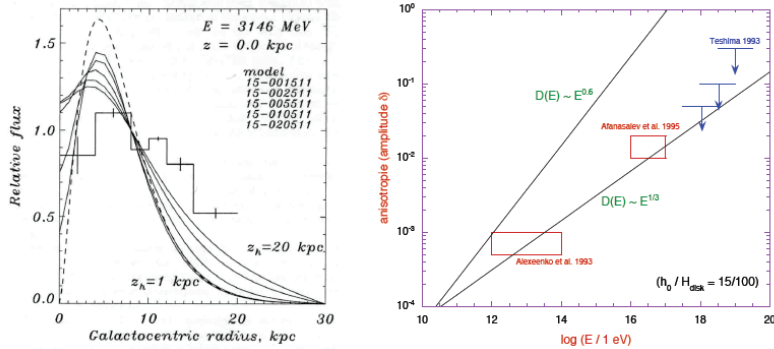 E = 3146 MeV
z = 0.0 kpc
model
15-001511
15-002511
15-005511
15-010511
15-020511
1.5
1.0
0.5
0.0
Relative flux
z_h=20 kpc
z_h=1 kpc
0
10
20
30
Galactocentric radius, kpc
10^0
10^-1
10^-2
10^-3
10^-4
anisotropie (amplitude δ)
Teshima 1993
D(E) ~ E^0.6
Afanasaiev et al. 1995
D(E) ~ E^1/3
Alexeenko et al. 1993
(h_0 / H_disk = 15/100)
10
12
14
16
18
20
log (E / 1 eV)